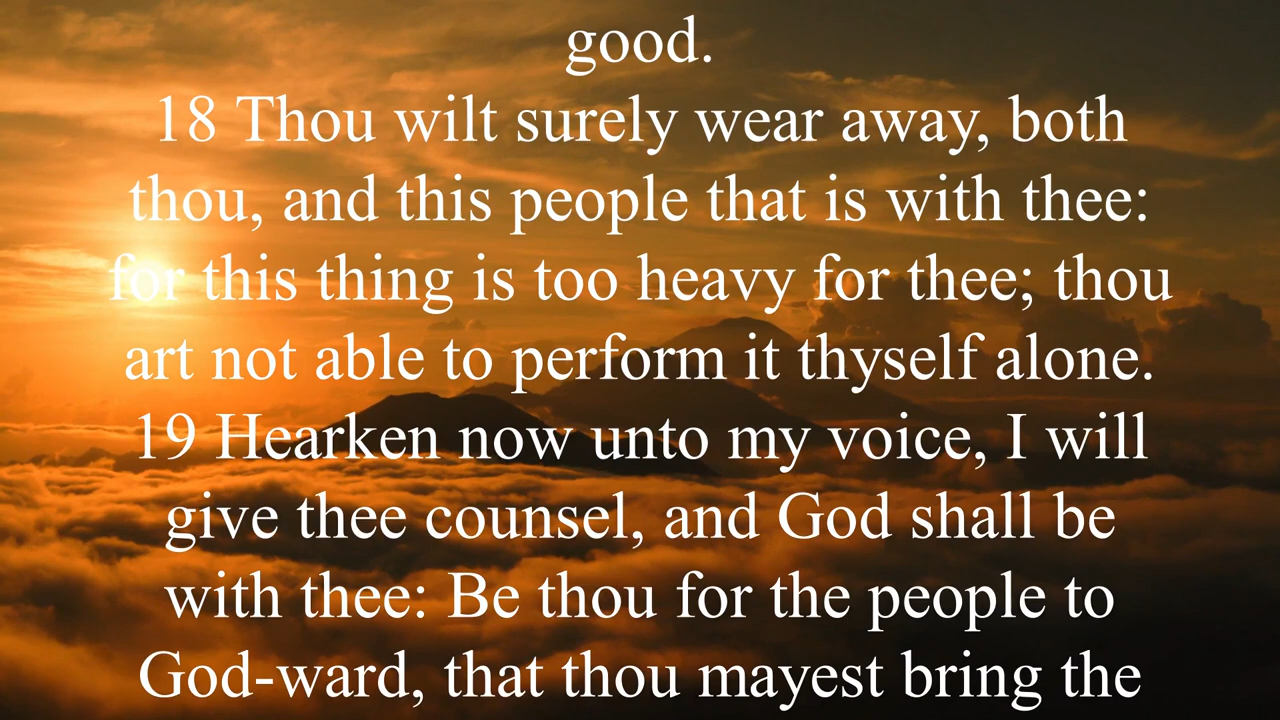 good.
18 Thou wilt surely wear away, both
thou, and this people that is with thee:
for this thing is too heavy for thee; thou
art not able to perform it thyself alone.
19 Hearken now unto my voice, I will
give thee counsel, and God shall be
with thee: Be thou for the people to
God-ward, that thou mayest bring the